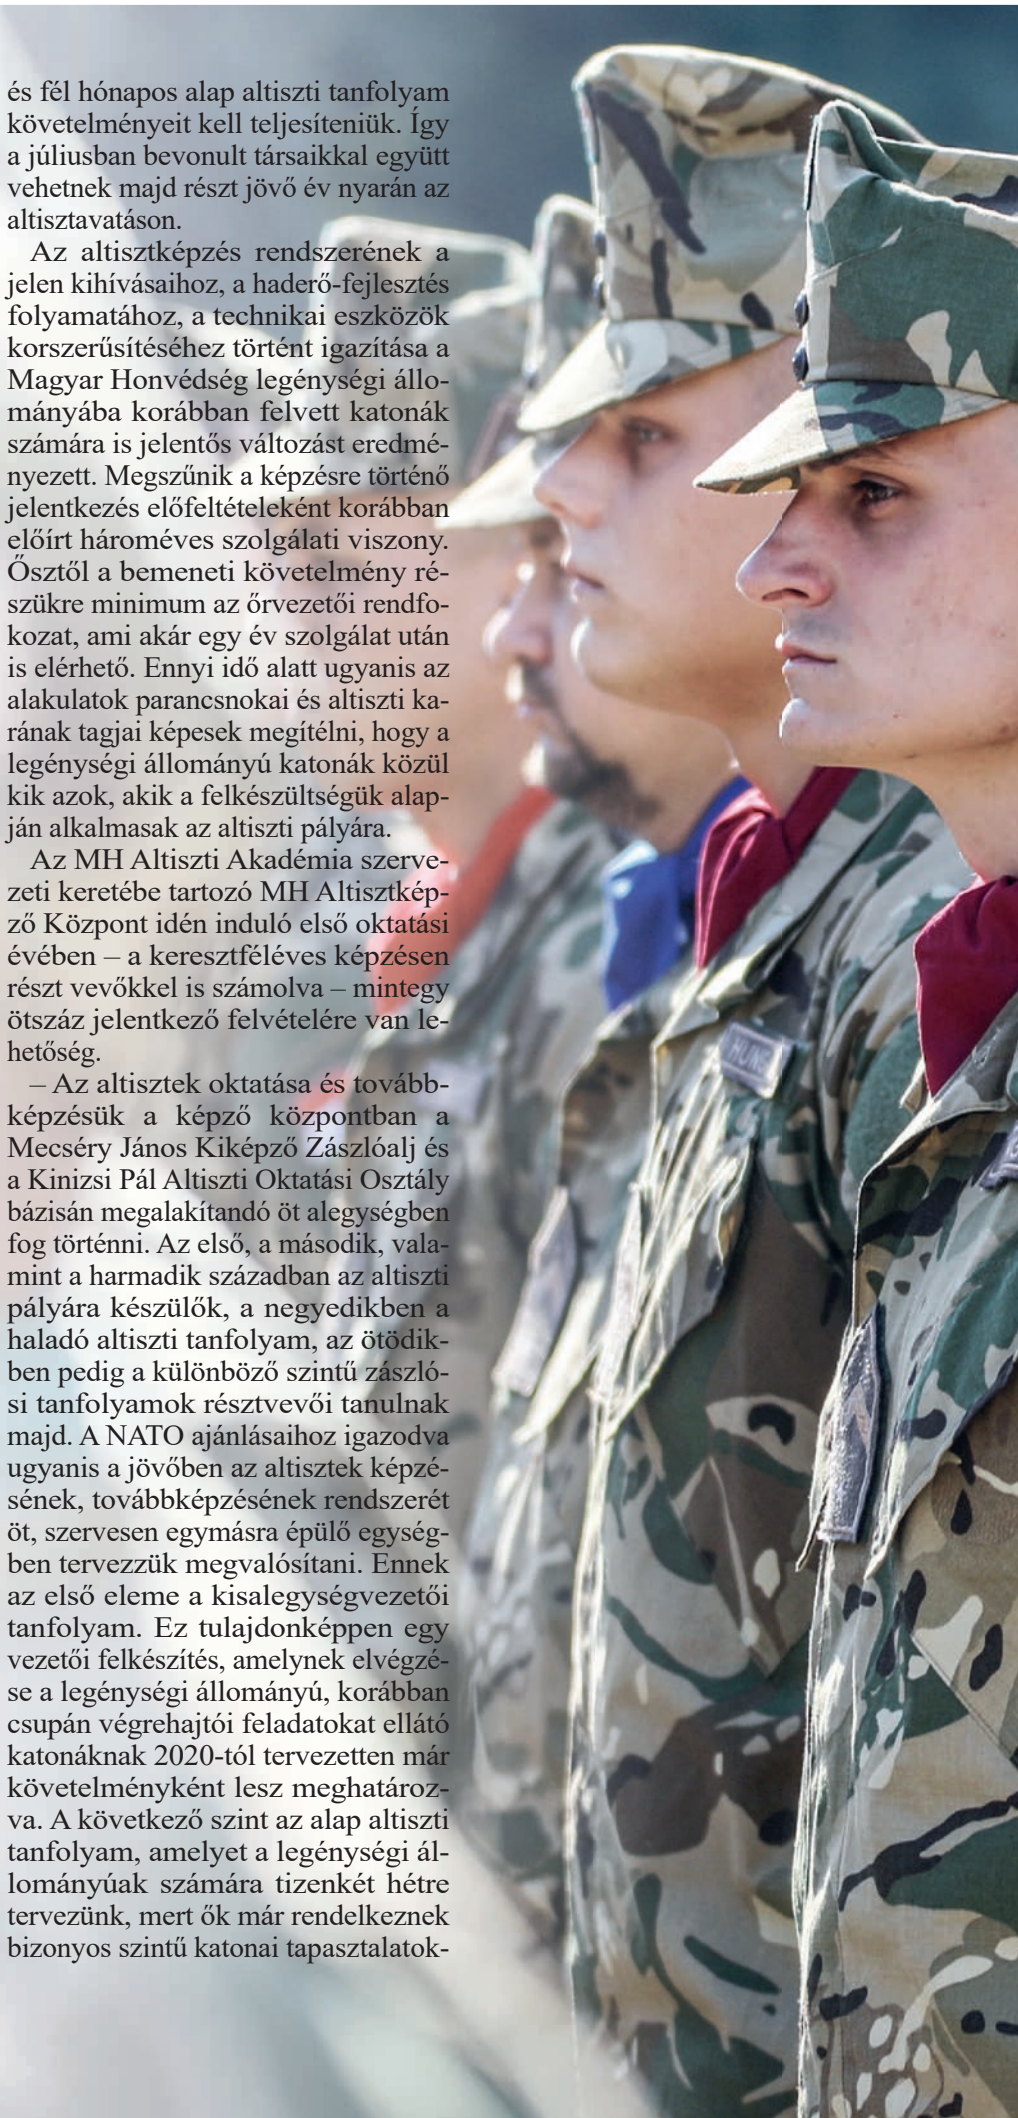 és fél hónapos alap altiszti tanfolyam
követelményeit kell teljesíteniük. Így
a júliusban bevonult társaikkal együtt
vehetnek majd részt jövő év nyarán az
altisztavatáson.
Az altisztképzés rendszerének a
jelen kihívásaihoz, a haderő-fejlesztés
folyamatához, a technikai eszközök
korszerűsítéséhez történt igazítása a
Magyar Honvédség legénységi állo-
mányába korábban felvett katonák
számára is jelentős változást eredmé-
nyezett. Megszűnik a képzésre történő
jelentkezés előfeltételeként korábban
előírt hároméves szolgálati viszony.
Ősztől a bemeneti követelmény ré-
szükre minimum az őrvezetői rendfo-
kozat, ami akár egy év szolgálat után
is elérhető. Ennyi idő alatt ugyanis az
alakulatok parancsnokai és altiszti ka-
rának tagjai képesek megítélni, hogy a
legénységi állományú katonák közül
kik azok, akik a felkészültségük alap-
ján alkalmasak az altiszti pályára.
Az MH Altiszti Akadémia szerve-
zeti keretébe tartozó MH Altisztkép-
ző Központ idén induló első oktatási
évében – a keresztféléves képzésen
részt vevőkkel is számolva – mintegy
ötszáz jelentkező felvételére van le-
hetőség.
– Az altisztek oktatása és tovább-
képzésük a képző központban a
Mecséry János Kiképző Zászlóalj és
a Kinizsi Pál Altiszti Oktatási Osztály
bázisán megalakítandó öt alegységben
fog történni. Az első, a második, vala-
mint a harmadik században az altiszti
pályára készülők, a negyedikben a
haladó altiszti tanfolyam, az ötödik-
ben pedig a különböző szintű zászló-
si tanfolyamok résztvevői tanulnak
majd. A NATO ajánlásaihoz igazodva
ugyanis a jövőben az altisztek képzé-
sének, továbbképzésének rendszerét
öt, szervesen egymásra épülő egység-
ben tervezzük megvalósítani. Ennek
az első eleme a kisalegységvezetői
tanfolyam. Ez tulajdonképpen egy
vezetői felkészítés, amelynek elvégzé-
se a legénységi állományú, korábban
csupán végrehajtói feladatokat ellátó
katonáknak 2020-tól tervezetten már
követelményként lesz meghatároz-
va. A következő szint az alap altiszti
tanfolyam, amelyet a legénységi ál-
lományúak számára tizenkét hétre
tervezünk, mert ők már rendelkeznek
bizonyos szintű katonai tapasztalatok-
HUNG